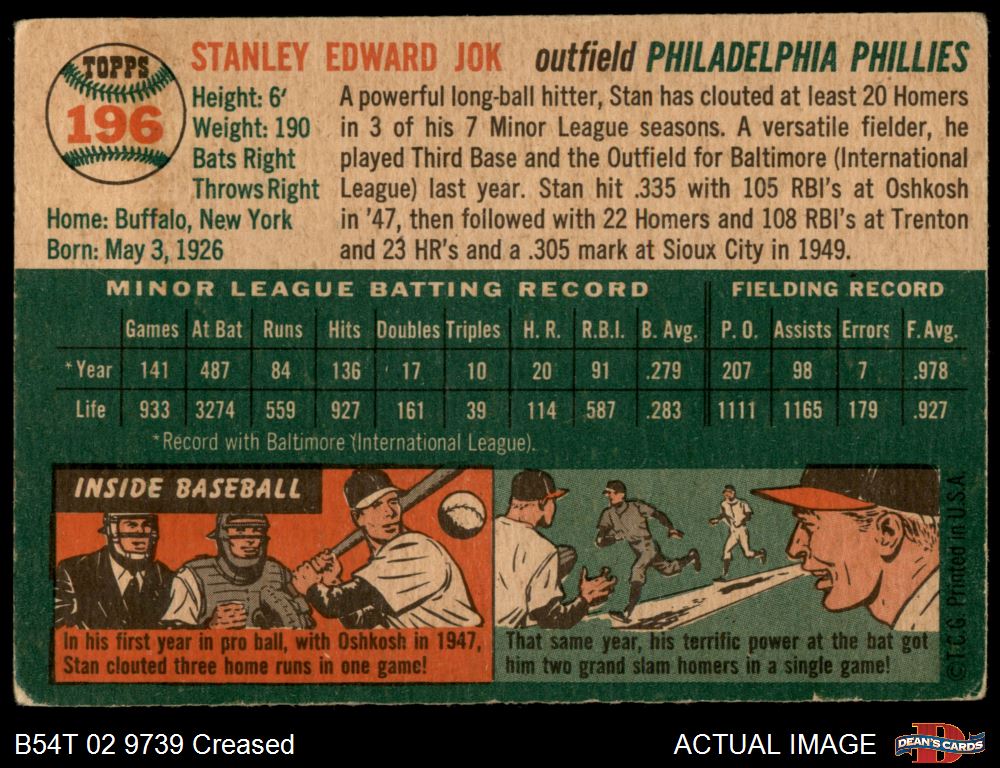 TOPPS
196
STANLEY EDWARD JOK outfield PHILADELPHIA PHILLIES
Height: 6'
Weight: 190
Bats Right
Throws Right
Home: Buffalo, New York
Born: May 3, 1926
A powerful long-ball hitter, Stan has clouted at least 20 Homers
in 3 of his 7 Minor League seasons. A versatile fielder, he
played Third Base and the Outfield for Baltimore (International
League) last year. Stan hit .335 with 105 RBI's at Oshkosh
in '47, then followed with 22 Homers and 108 RBI's at Trenton
and 23 HR's and a .305 mark at Sioux City in 1949.
MINOR LEAGUE BATTING RECORD FIELDING RECORD
Games At Bat Runs Hits Doubles Triples H. R. R.B.I. B. Avg. P. O. Assists Errors F. Avg.
*Year 141 487 84 136 17 10 20 91 .279 207 98 7 .978
Life 933 3274 559 927 161 39 114 587 .283 1111 1165 179 .927
*Record with Baltimore (International League).
INSIDE BASEBALL
In his first year in pro ball, with Oshkosh in 1947,
Stan clouted three home runs in one game!
That same year, his terrific power at the bat got
him two grand slam homers in a single game!
© T.C.G. Printed in U.S.A.
B54T 02 9739 Creased
ACTUAL IMAGE
D
DEAN'S CARDS